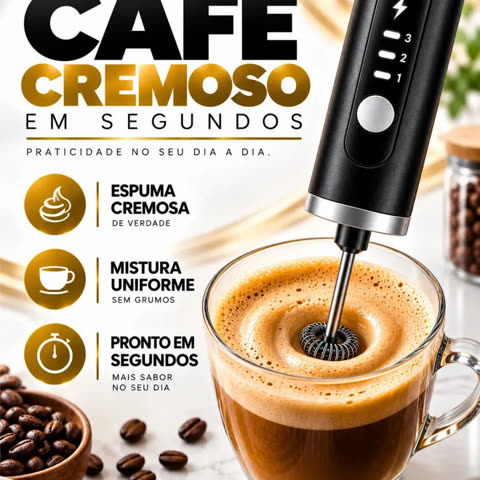 CAFÉ
CREMOSO
EM SEGUNDOS
PRATICIDADE NO SEU DIA A DIA.
ESPUMA
CREMOSA
DE VERDADE
MISTURA
UNIFORME
SEM GRUMOS
PRONTO EM
SEGUNDOS
MAIS SABOR
NO SEU DIA
3
2
1